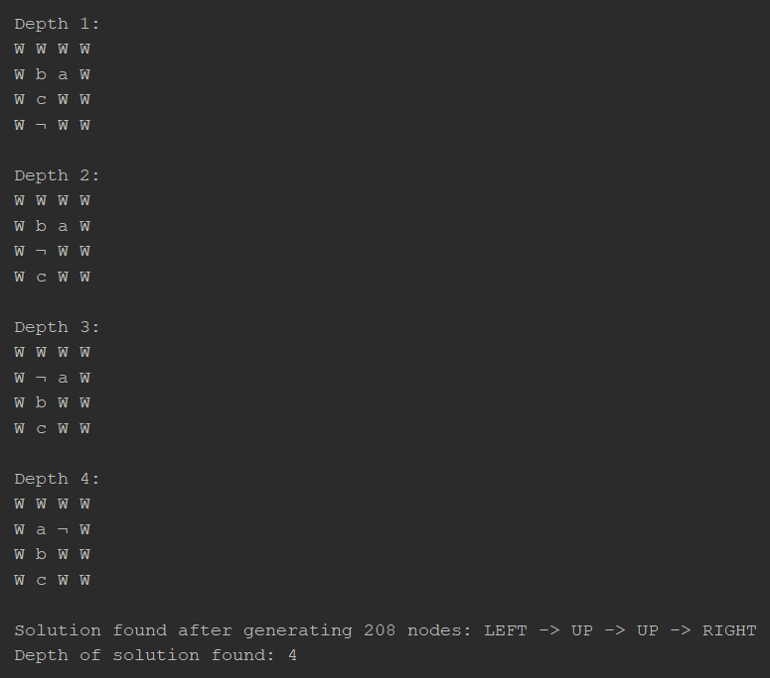 Depth 1:
W W W W
W b a W
W c W W
W ¬ W W
Depth 2:
W W W W
W b a W
W ¬ W W
W c W W
Depth 3:
W W W W
W ¬ a W
W b W W
W c W W
Depth 4:
W W W W
W a ¬ W
W b W W
W c W W
Solution found after generating 208 nodes: LEFT -> UP -> UP -> RIGHT
Depth of solution found: 4